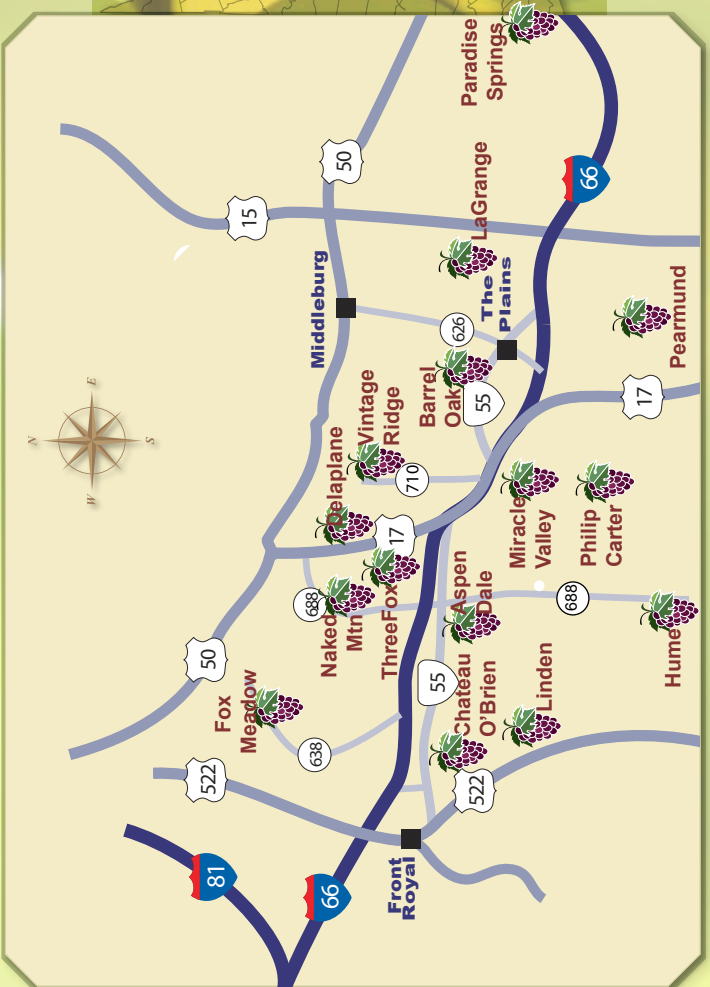 N
W
E
S
50
522
81
15
Fox
Meadow
638
688
Middleburg
50
66
Naked
Mtn
Delaplane
Vintage
Ridge
ThreeFox
17
710
Front
Royal
Barrel
Oak
626
55
55
Chateau
O'Brien
Aspen
Dale
522
LaGrange
Paradise
Springs
The
Plains
Linden
Miracle
Valley
Philip
Carter
688
66
17
Hume
Pearmund